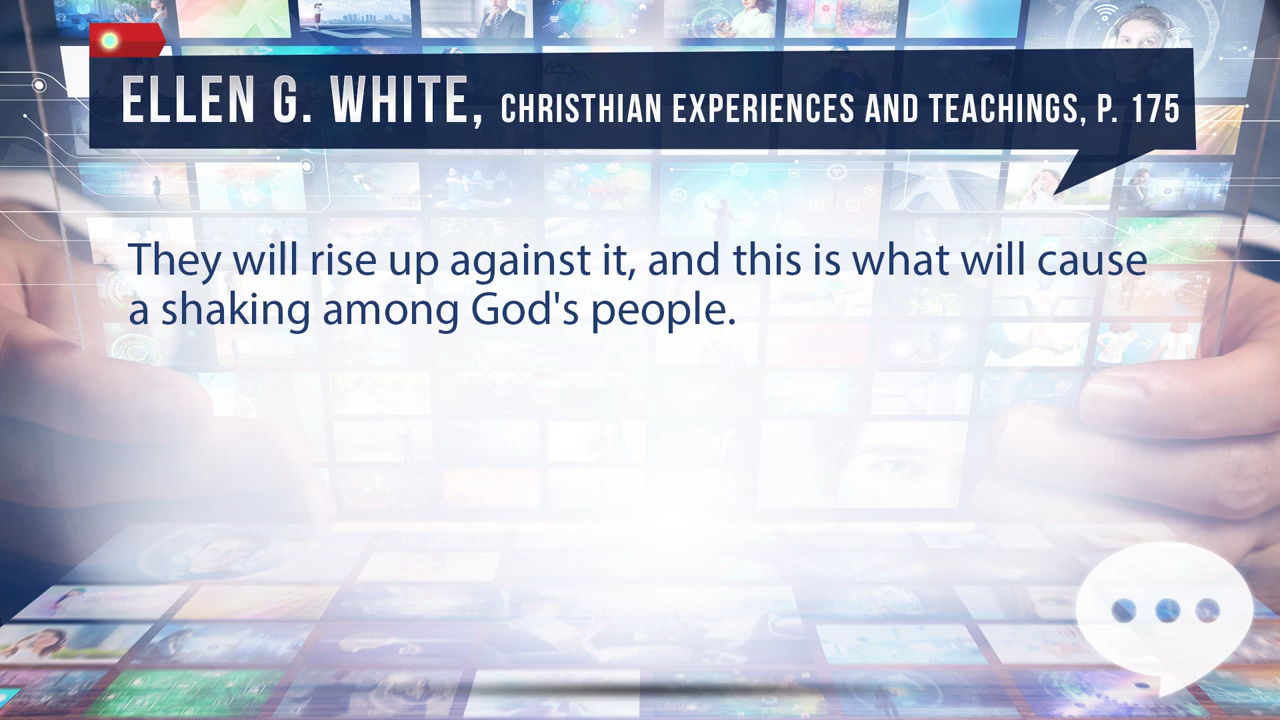 ELLEN G. WHITE, CHRISTHIAN EXPERIENCES AND TEACHINGS, P. 175
They will rise up against it, and this is what will cause
a shaking among God's people.